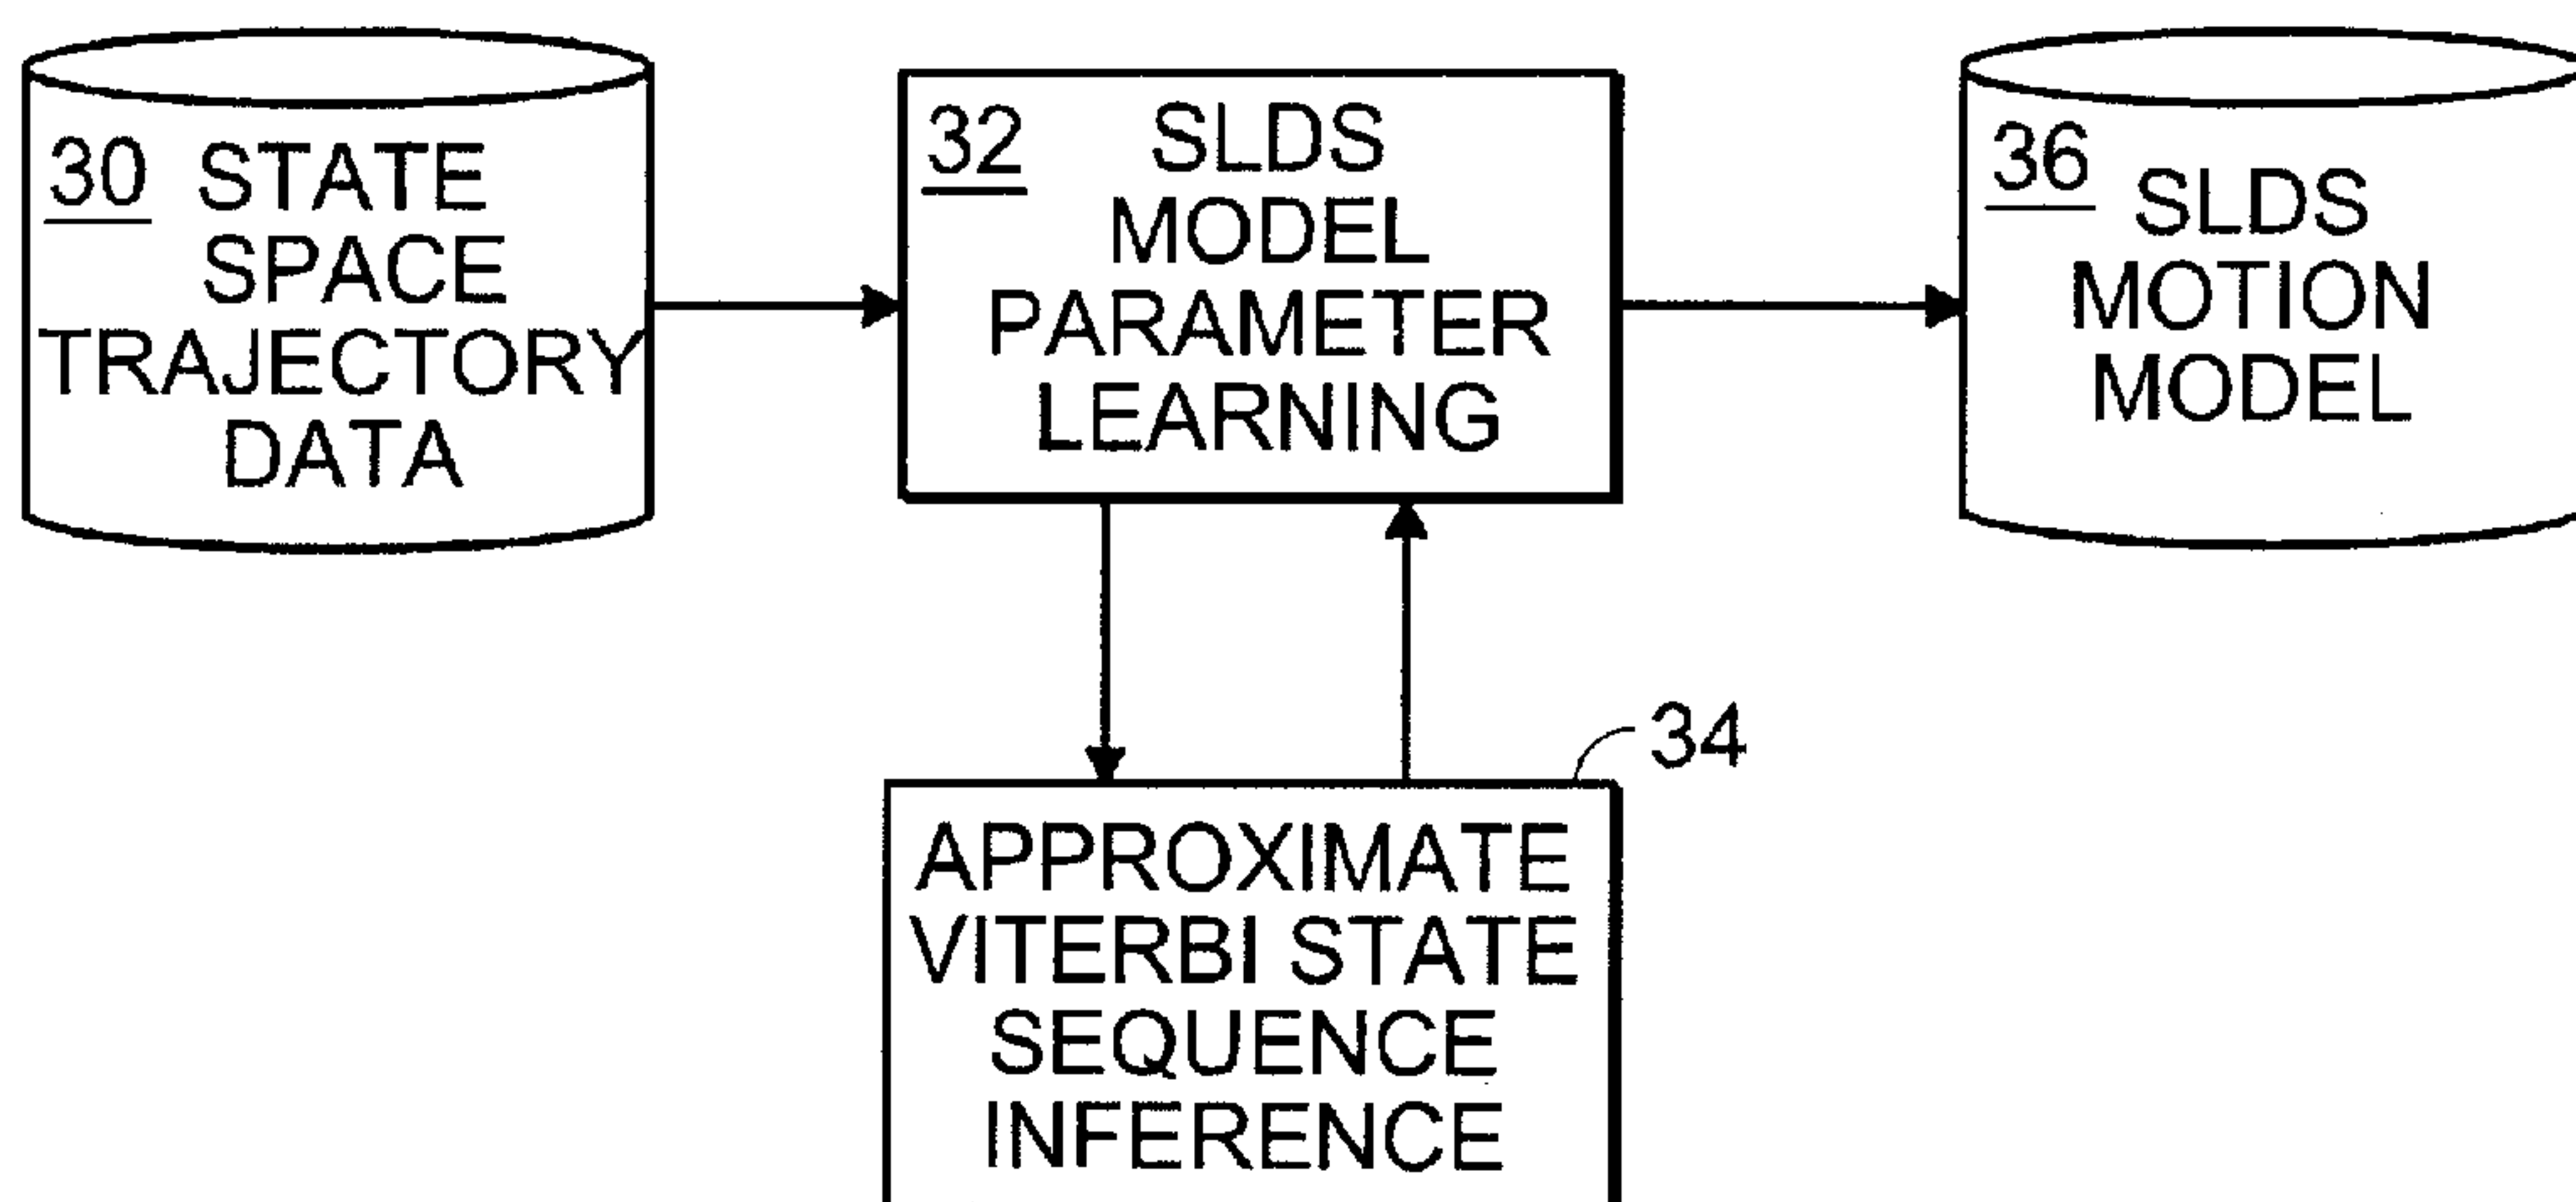 30 STATE
SPACE
TRAJECTORY
DATA
32 SLDS
MODEL
PARAMETER
LEARNING
36
SLDS
MOTION
MODEL
34
APPROXIMATE
VITERBI STATE
SEQUENCE
INFERENCE